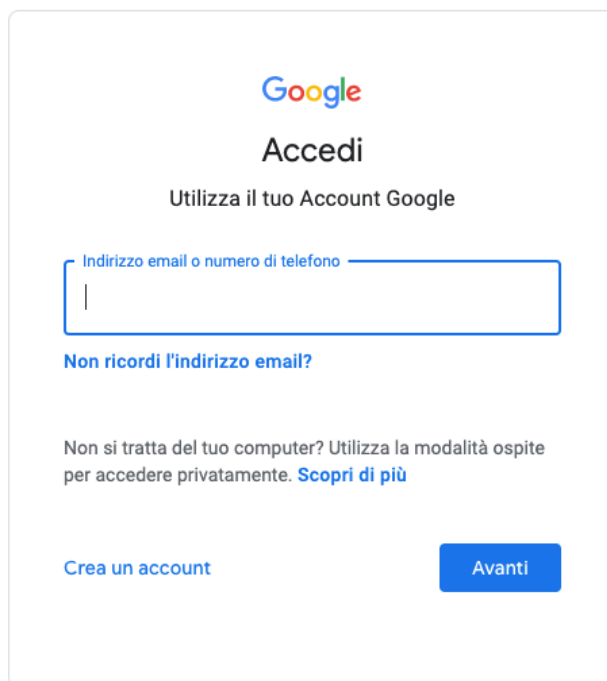 Google
Accedi
Utilizza il tuo Account Google
Indirizzo email o numero di telefono
Non ricordi l'indirizzo email?
Non si tratta del tuo computer? Utilizza la modalità ospite
per accedere privatamente. Scopri di più
Crea un account
Avanti